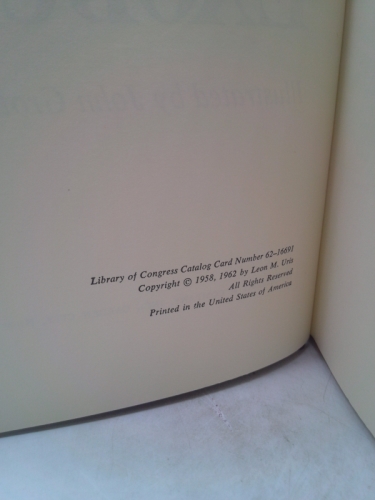 Library of Congress Catalog Card Number 62–16691
Copyright © 1958, 1962 by Leon M. Uris
All Rights Reserved
Printed in the United States of America